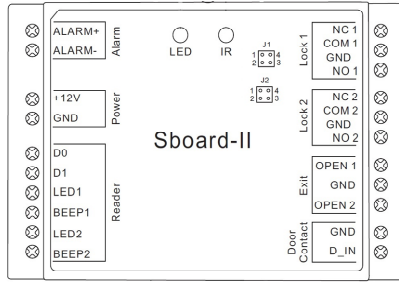 ALARM+
ALARM-
Alarm
+12V
GND
Power
D0
D1
LED1
BEEP1
LED2
BEEP2
Reader
LED
IR
J1
1 4
2 3
J2
1 4
2 3
Sboard-II
Lock 1
NC 1
COM 1
GND
NO 1
Lock 2
NC 2
COM 2
GND
NO 2
Exit
OPEN 1
GND
OPEN 2
Door
Contact
GND
D_IN